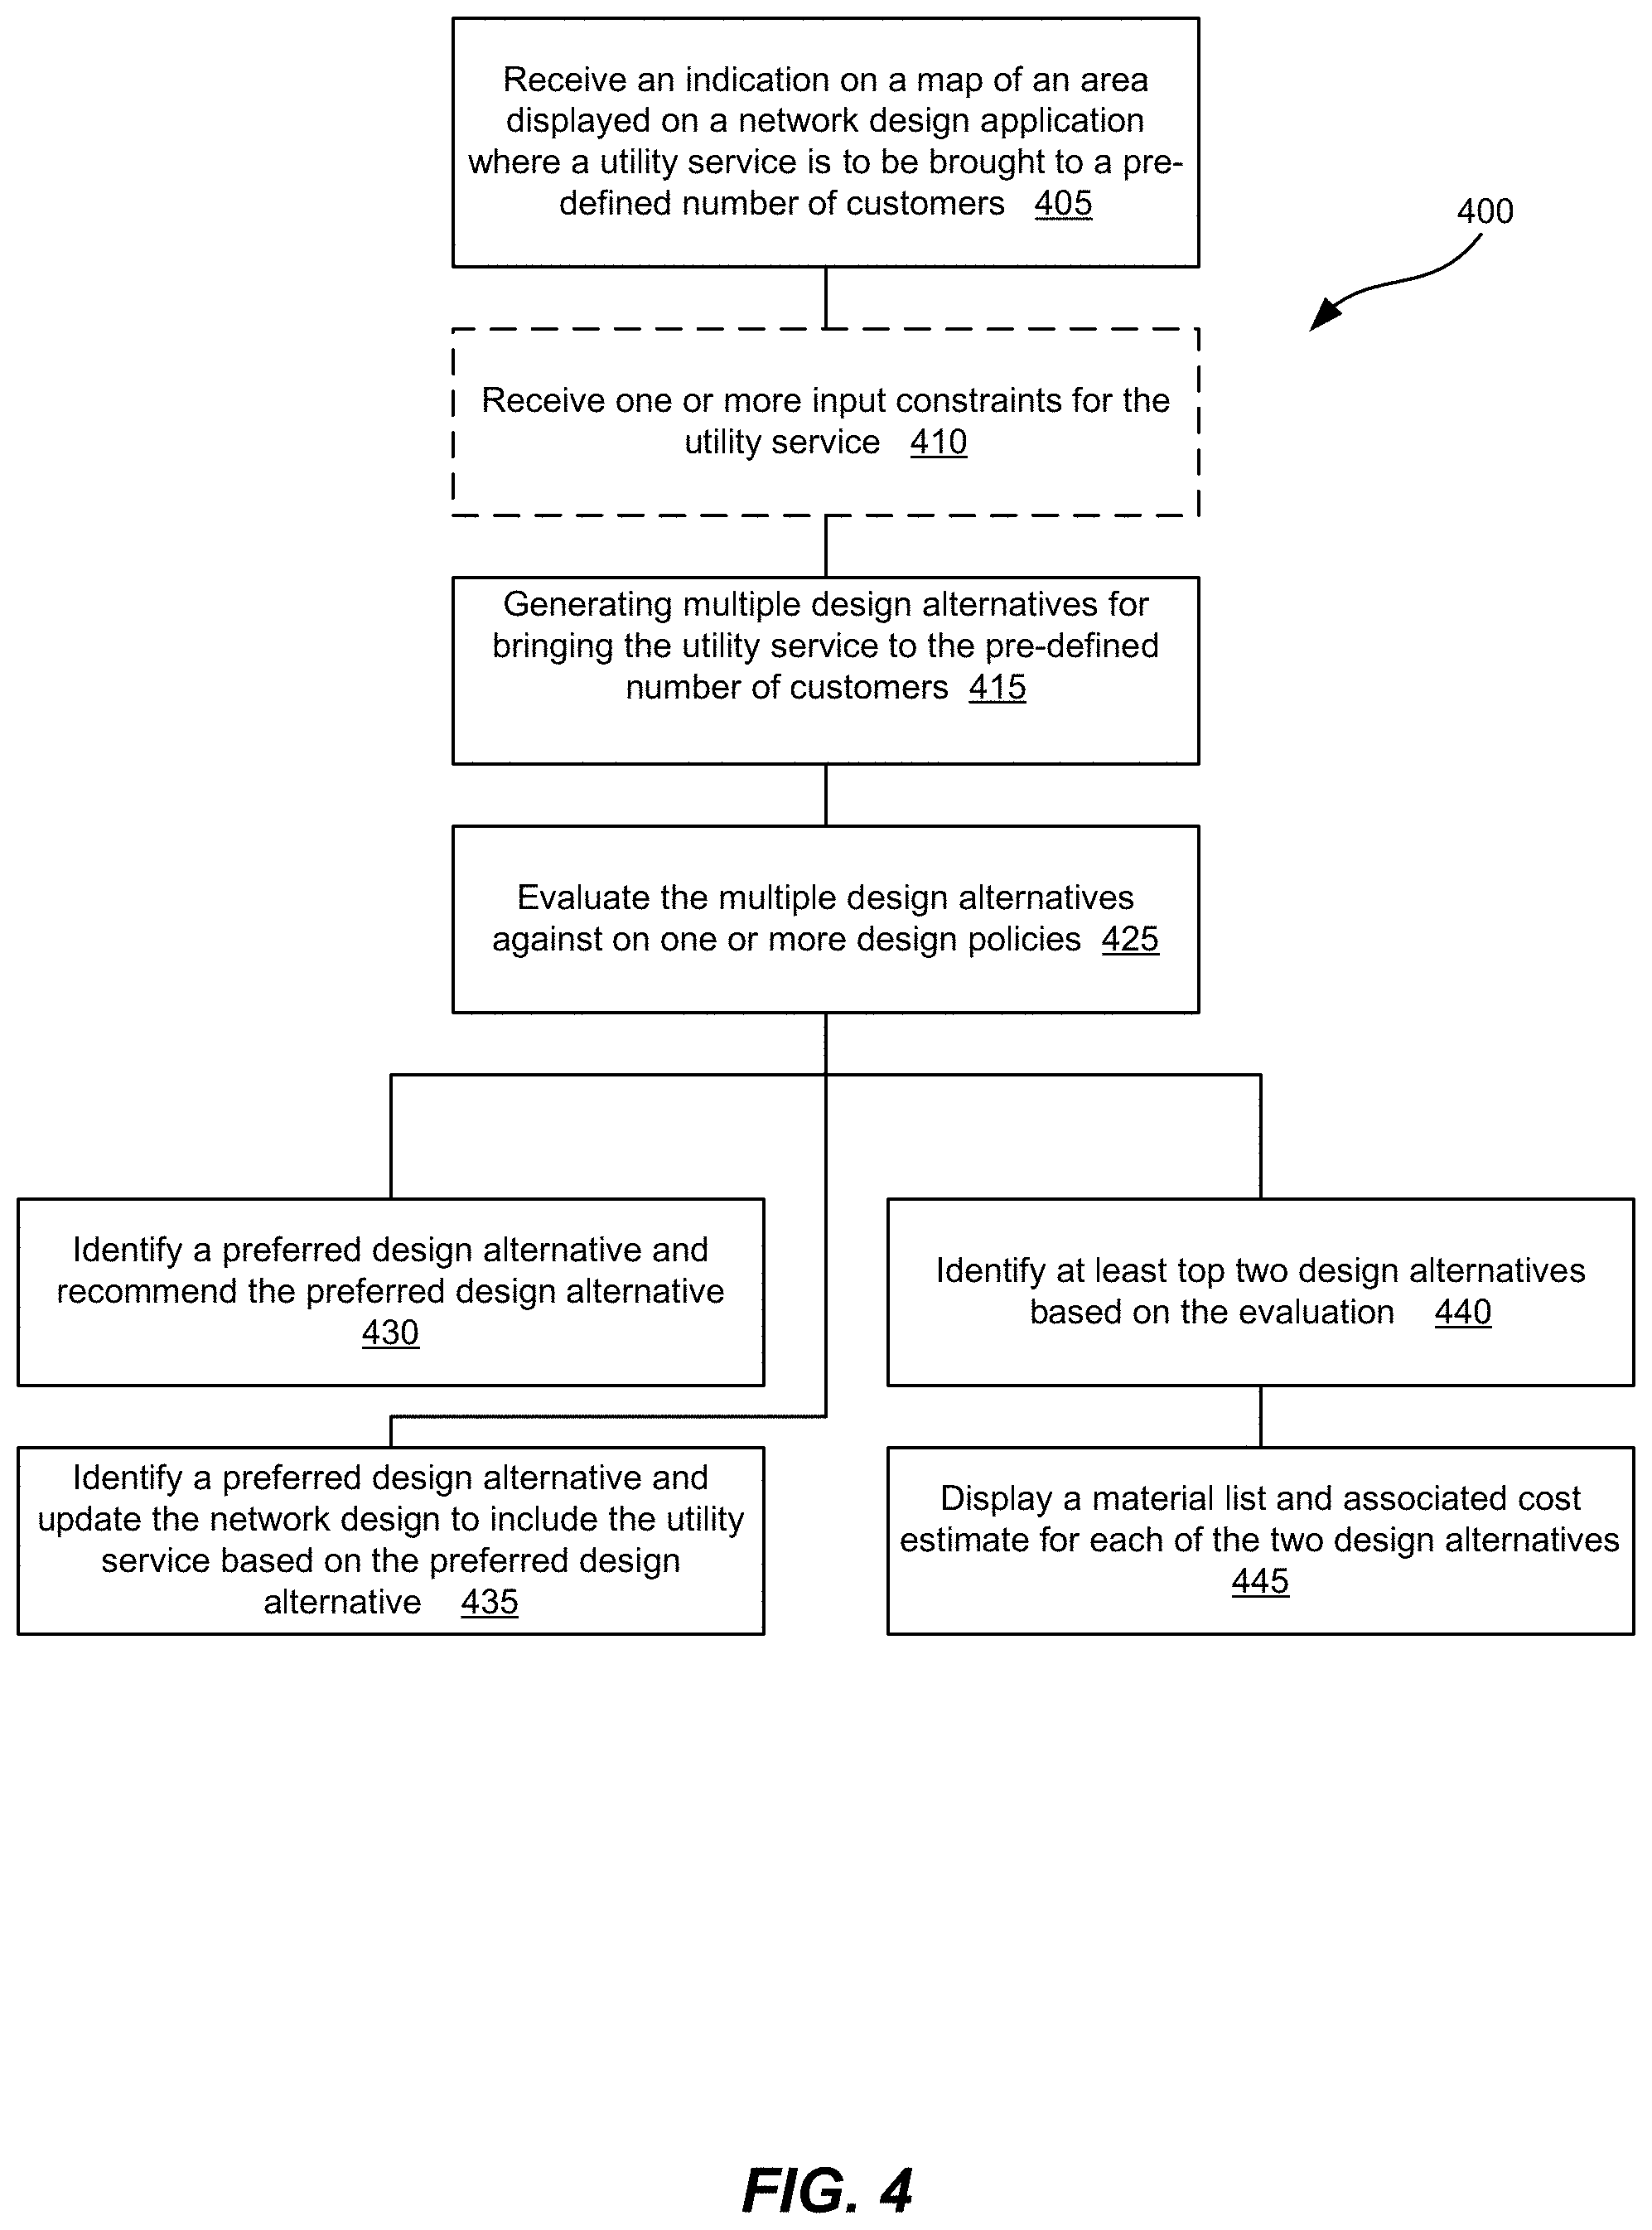 Receive an indication on a map of an area
displayed on a network design application
where a utility service is to be brought to a pre-
defined number of customers 405
400
Receive one or more input constraints for the
utility service 410
Generating multiple design alternatives for
bringing the utility service to the pre-defined
number of customers 415
Evaluate the multiple design alternatives
against on one or more design policies 425
Identify a preferred design alternative and
recommend the preferred design alternative
430
Identify at least top two design alternatives
based on the evaluation 440
Identify a preferred design alternative and
update the network design to include the utility
service based on the preferred design
alternative 435
Display a material list and associated cost
estimate for each of the two design alternatives
445
FIG. 4